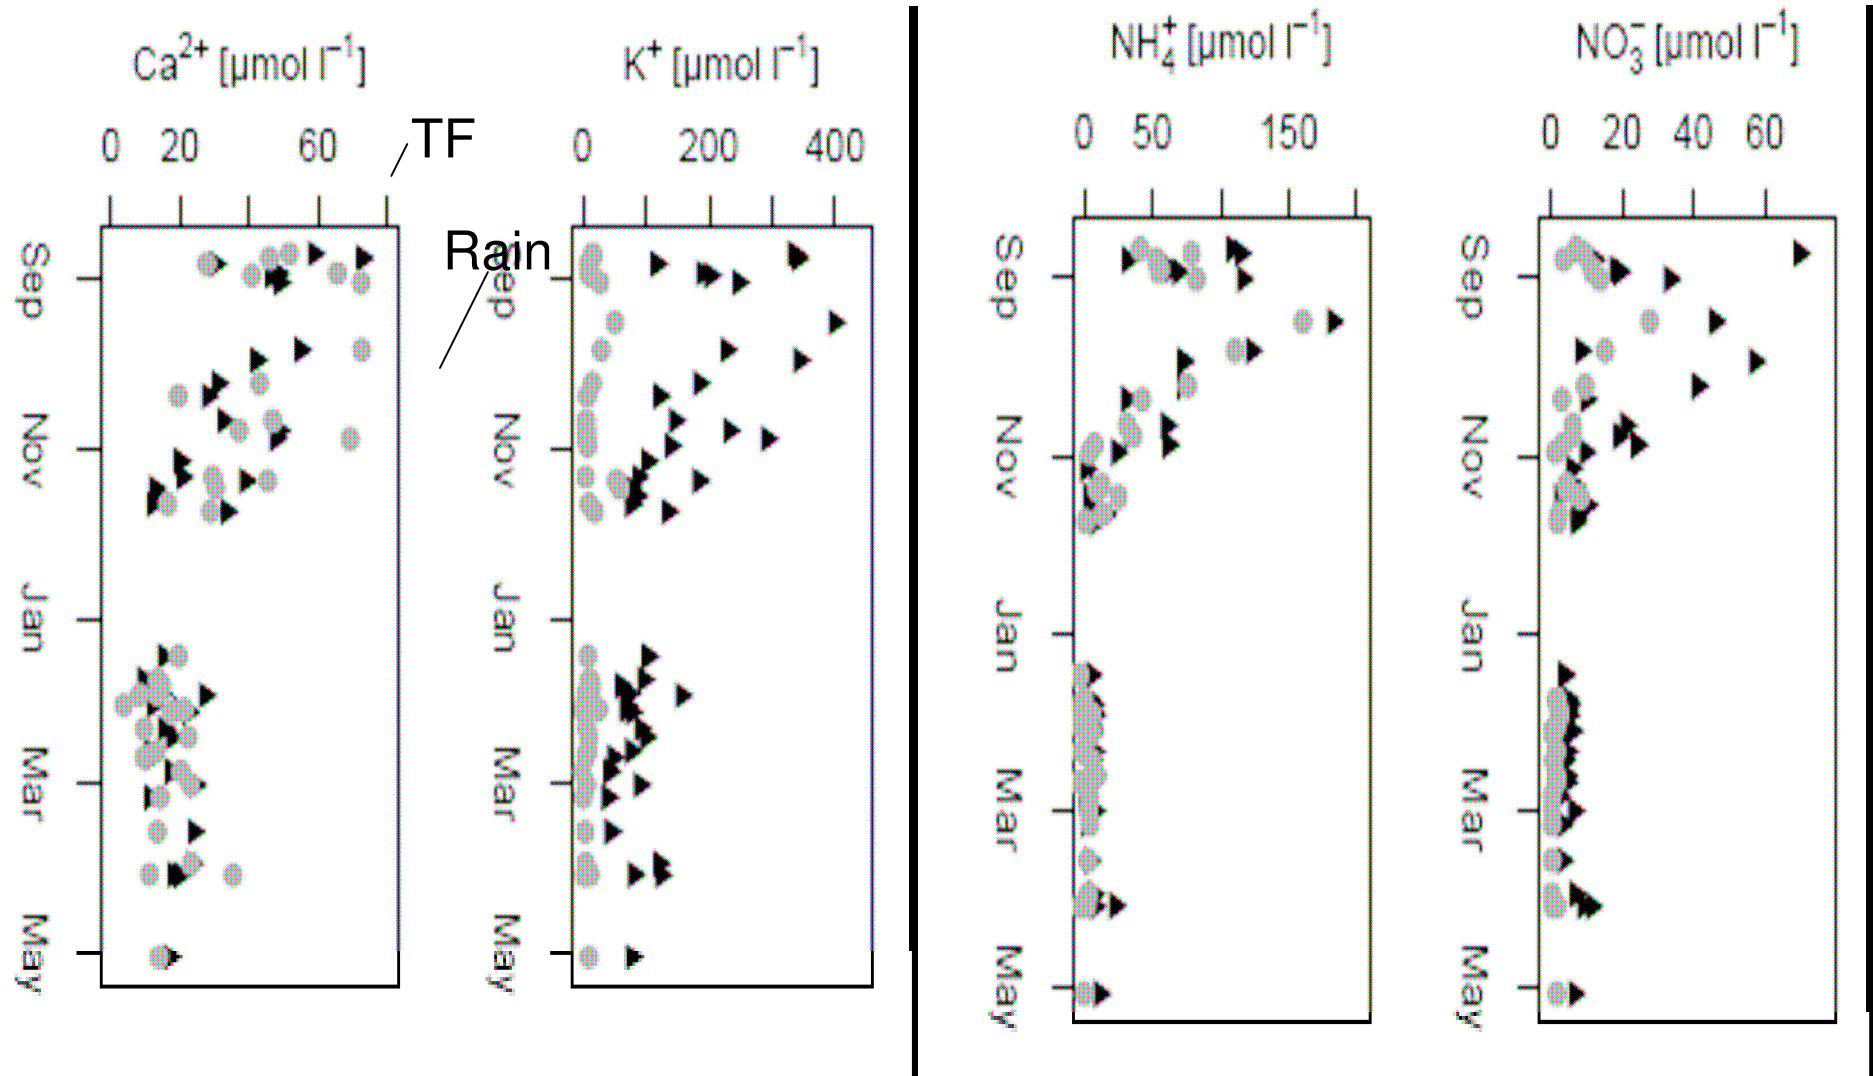 Ca²⁺ [µmol l⁻¹]
0 20 60
Sep
Nov
Jan
Mar
May
TF
Rain
K⁺ [µmol l⁻¹]
0 200 400
Sep
Nov
Jan
Mar
May
NH₄⁺ [µmol l⁻¹]
0 50 150
Sep
Nov
Jan
Mar
May
NO₃⁻ [µmol l⁻¹]
0 20 40 60
Sep
Nov
Jan
Mar
May